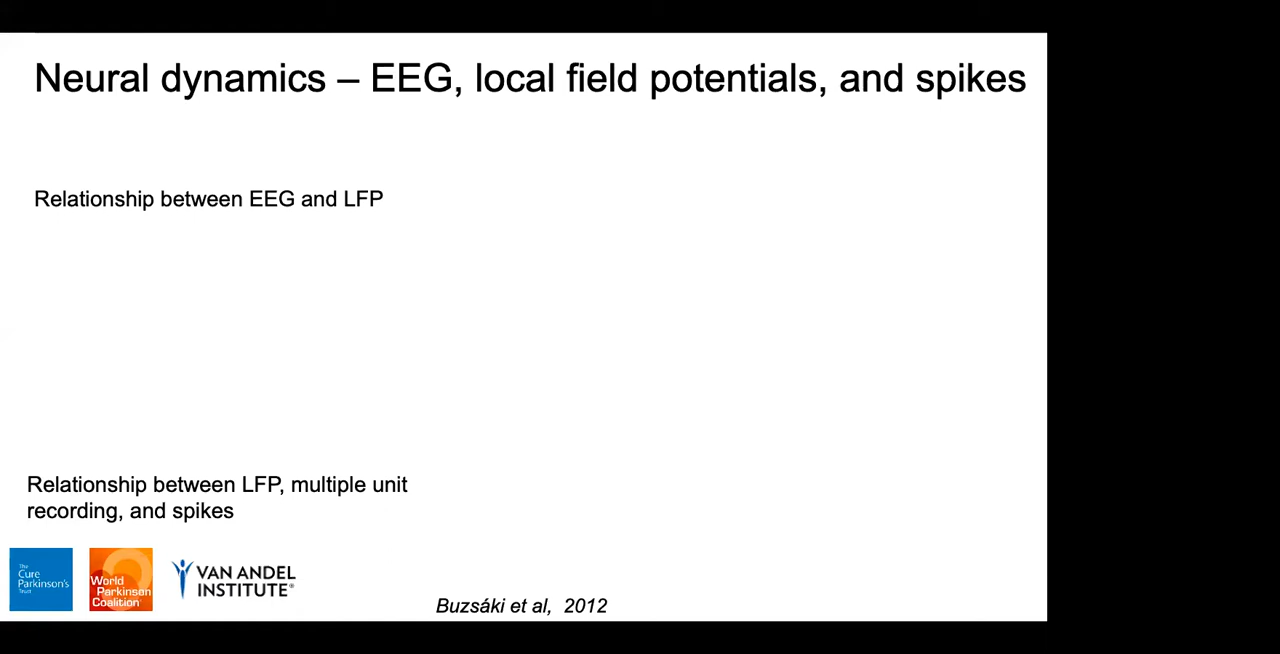 Neural dynamics – EEG, local field potentials, and spikes
Relationship between EEG and LFP
Relationship between LFP, multiple unit
recording, and spikes
The
Cure
Parkinson's
Trust
World
Parkinson
Coalition®
VAN ANDEL
INSTITUTE®
Buzsáki et al, 2012